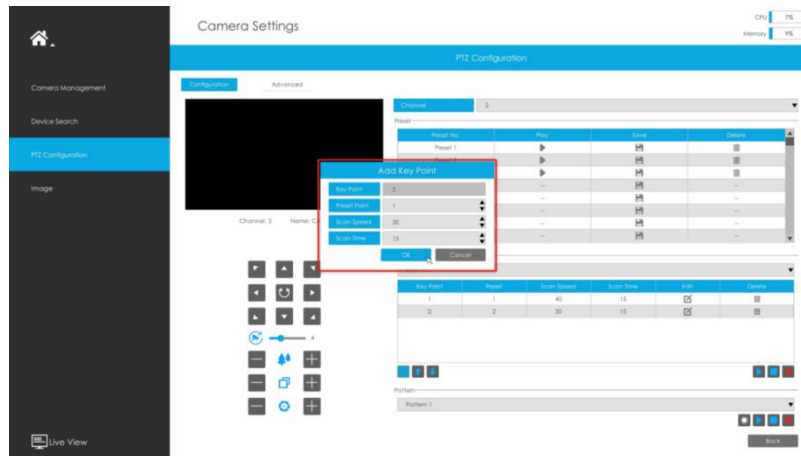 Camera Settings
CPU 7%
Memory 9%
PTZ Configuration
Camera Management
Device Search
PTZ Configuration
Image
Live View
Configuration Advanced
Channel 2
Preset
Preset No. Play Save Delete
Preset 1
Add Key Point
Key Point 3
Preset Point 1
Scan Speed 30
Scan Time 15
OK Cancel
Channel: 2 Name:
4
Key Point Preset Scan Speed Scan Time Edit Delete
1 1 40 15
2 2 30 15
Pattern
Pattern 1
Back